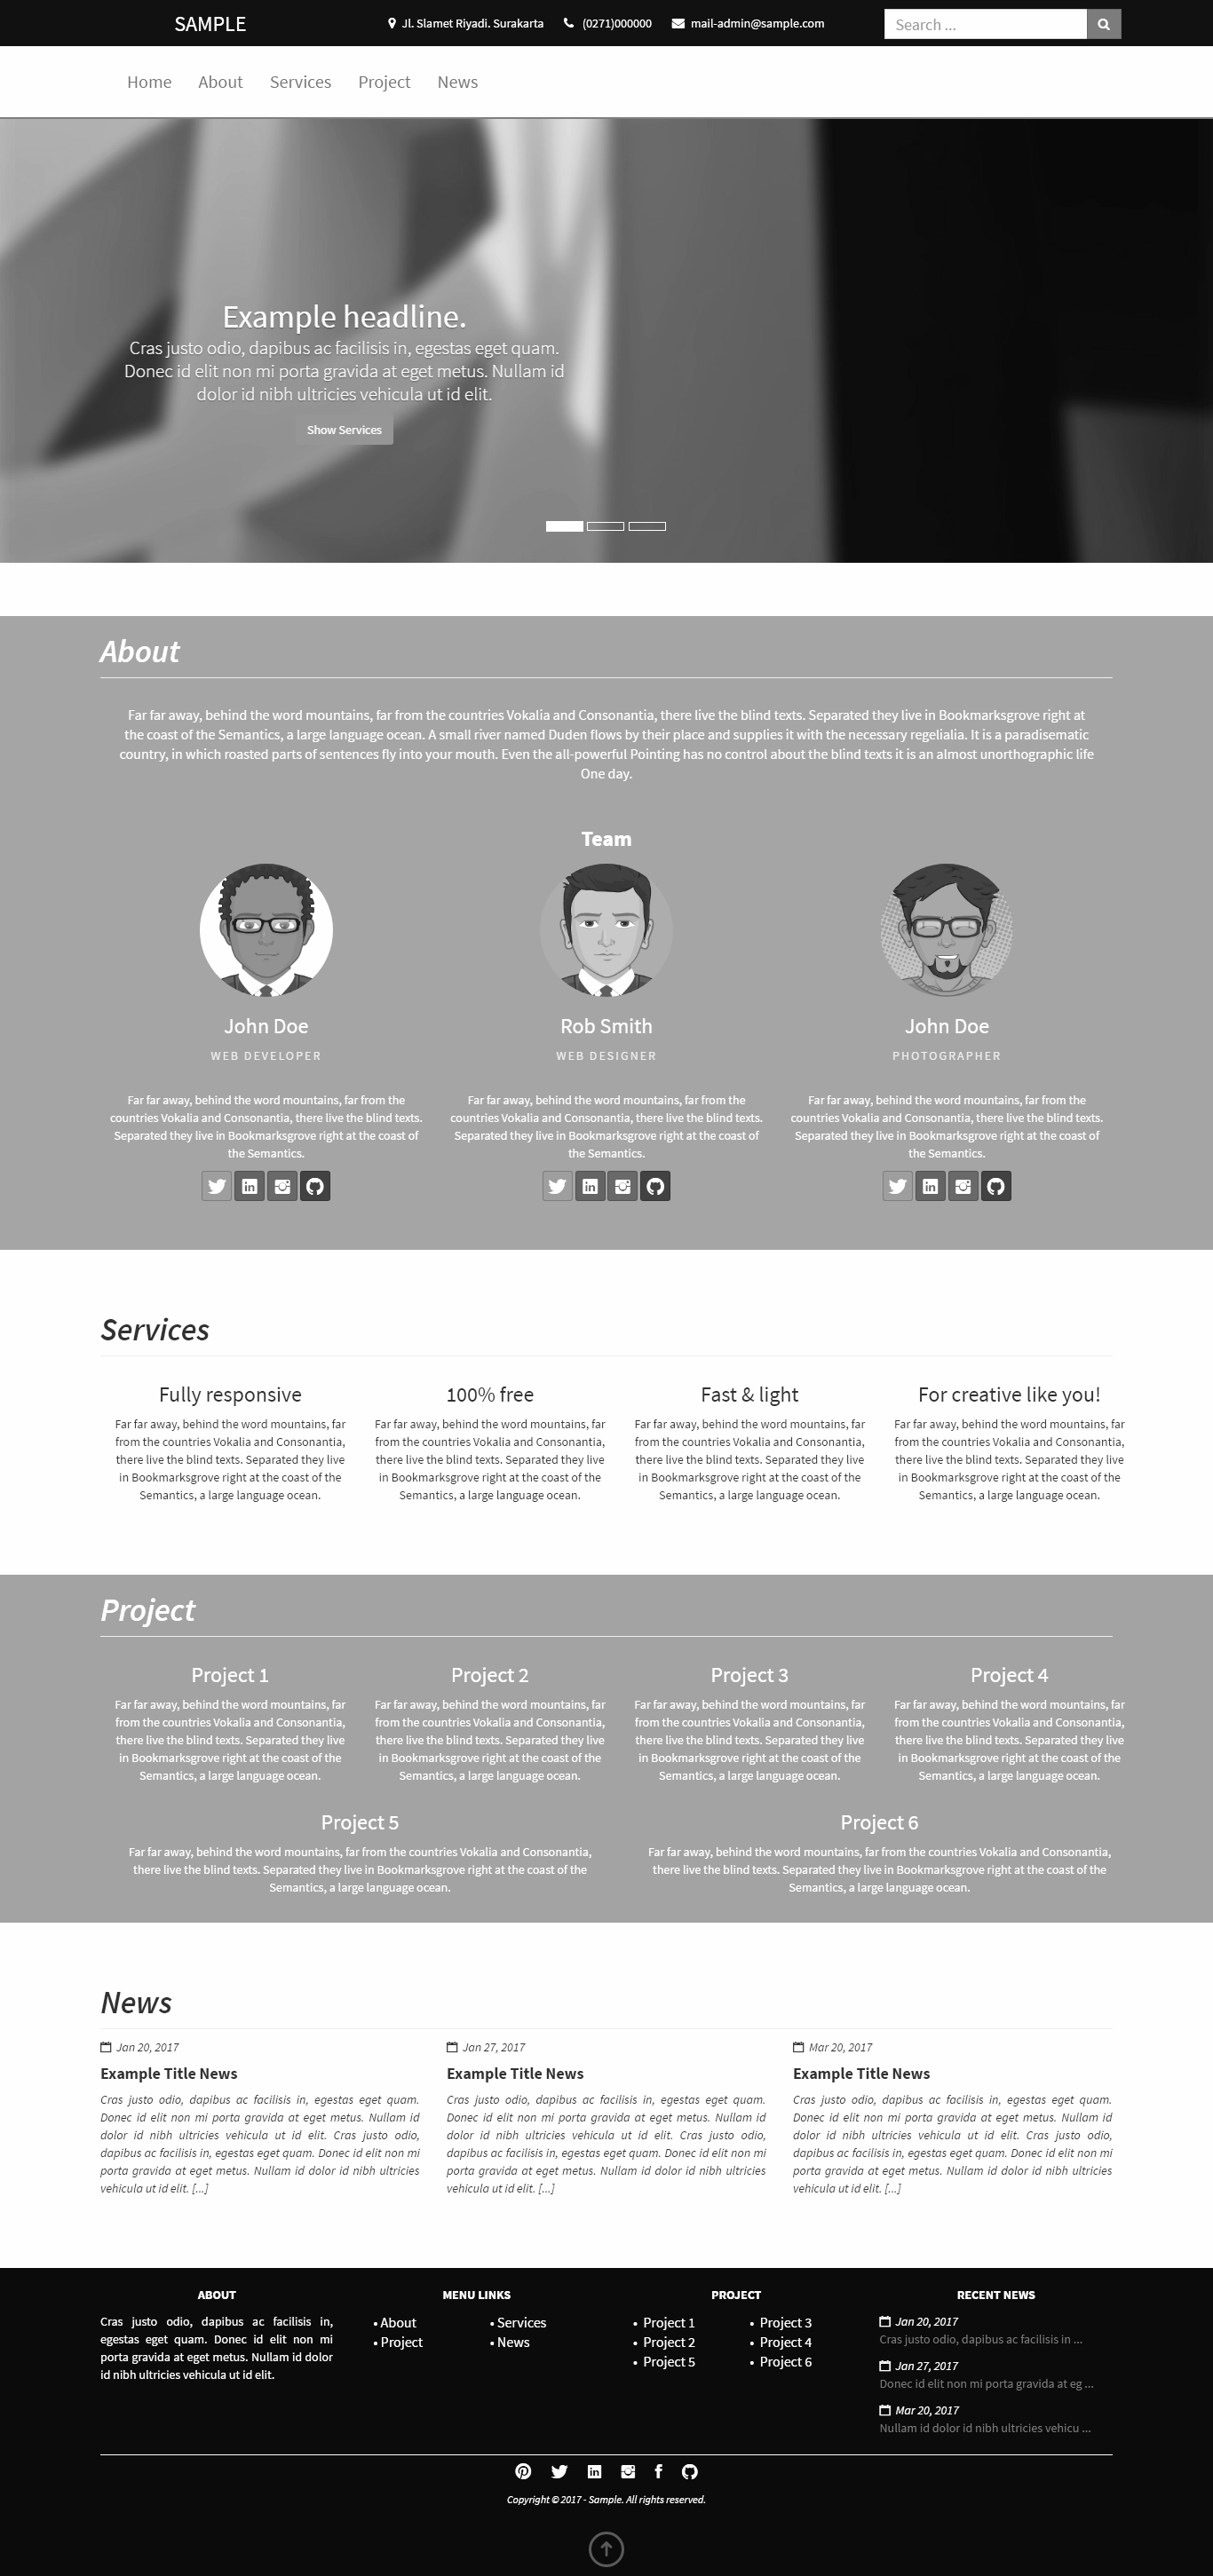 SAMPLE
Jl. Slamet Riyadi. Surakarta
(0271)000000
mail-admin@sample.com
Search ...
Home
About
Services
Project
News
Example headline.
Cras justo odio, dapibus ac facilisis in, egestas eget quam.
Donec id elit non mi porta gravida at eget metus. Nullam id
dolor id nibh ultricies vehicula ut id elit.
Show Services
About
Far far away, behind the word mountains, far from the countries Vokalia and Consonantia, there live the blind texts. Separated they live in Bookmarksgrove right at
the coast of the Semantics, a large language ocean. A small river named Duden flows by their place and supplies it with the necessary regelialia. It is a paradisematic
country, in which roasted parts of sentences fly into your mouth. Even the all-powerful Pointing has no control about the blind texts it is an almost unorthographic life
One day.
Team
John Doe
WEB DEVELOPER
Far far away, behind the word mountains, far from the
countries Vokalia and Consonantia, there live the blind texts.
Separated they live in Bookmarksgrove right at the coast of
the Semantics.
Rob Smith
WEB DESIGNER
Far far away, behind the word mountains, far from the
countries Vokalia and Consonantia, there live the blind texts.
Separated they live in Bookmarksgrove right at the coast of
the Semantics.
John Doe
PHOTOGRAPHER
Far far away, behind the word mountains, far from the
countries Vokalia and Consonantia, there live the blind texts.
Separated they live in Bookmarksgrove right at the coast of
the Semantics.
Services
Fully responsive
Far far away, behind the word mountains, far
from the countries Vokalia and Consonantia,
there live the blind texts. Separated they live
in Bookmarksgrove right at the coast of the
Semantics, a large language ocean.
100% free
Far far away, behind the word mountains, far
from the countries Vokalia and Consonantia,
there live the blind texts. Separated they live
in Bookmarksgrove right at the coast of the
Semantics, a large language ocean.
Fast & light
Far far away, behind the word mountains, far
from the countries Vokalia and Consonantia,
there live the blind texts. Separated they live
in Bookmarksgrove right at the coast of the
Semantics, a large language ocean.
For creative like you!
Far far away, behind the word mountains, far
from the countries Vokalia and Consonantia,
there live the blind texts. Separated they live
in Bookmarksgrove right at the coast of the
Semantics, a large language ocean.
Project
Project 1
Far far away, behind the word mountains, far
from the countries Vokalia and Consonantia,
there live the blind texts. Separated they live
in Bookmarksgrove right at the coast of the
Semantics, a large language ocean.
Project 2
Far far away, behind the word mountains, far
from the countries Vokalia and Consonantia,
there live the blind texts. Separated they live
in Bookmarksgrove right at the coast of the
Semantics, a large language ocean.
Project 3
Far far away, behind the word mountains, far
from the countries Vokalia and Consonantia,
there live the blind texts. Separated they live
in Bookmarksgrove right at the coast of the
Semantics, a large language ocean.
Project 4
Far far away, behind the word mountains, far
from the countries Vokalia and Consonantia,
there live the blind texts. Separated they live
in Bookmarksgrove right at the coast of the
Semantics, a large language ocean.
Project 5
Far far away, behind the word mountains, far from the countries Vokalia and Consonantia,
there live the blind texts. Separated they live in Bookmarksgrove right at the coast of the
Semantics, a large language ocean.
Project 6
Far far away, behind the word mountains, far from the countries Vokalia and Consonantia,
there live the blind texts. Separated they live in Bookmarksgrove right at the coast of the
Semantics, a large language ocean.
News
Jan 20, 2017
Example Title News
Cras justo odio, dapibus ac facilisis in, egestas eget quam.
Donec id elit non mi porta gravida at eget metus. Nullam id
dolor id nibh ultricies vehicula ut id elit. Cras justo odio,
dapibus ac facilisis in, egestas eget quam. Donec id elit non mi
porta gravida at eget metus. Nullam id dolor id nibh ultricies
vehicula ut id elit. [...]
Jan 27, 2017
Example Title News
Cras justo odio, dapibus ac facilisis in, egestas eget quam.
Donec id elit non mi porta gravida at eget metus. Nullam id
dolor id nibh ultricies vehicula ut id elit. Cras justo odio,
dapibus ac facilisis in, egestas eget quam. Donec id elit non mi
porta gravida at eget metus. Nullam id dolor id nibh ultricies
vehicula ut id elit. [...]
Mar 20, 2017
Example Title News
Cras justo odio, dapibus ac facilisis in, egestas eget quam.
Donec id elit non mi porta gravida at eget metus. Nullam id
dolor id nibh ultricies vehicula ut id elit. Cras justo odio,
dapibus ac facilisis in, egestas eget quam. Donec id elit non mi
porta gravida at eget metus. Nullam id dolor id nibh ultricies
vehicula ut id elit. [...]
ABOUT
Cras justo odio, dapibus ac facilisis in,
egestas eget quam. Donec id elit non mi
porta gravida at eget metus. Nullam id dolor
id nibh ultricies vehicula ut id elit.
MENU LINKS
• About
• Project
• Services
• News
PROJECT
• Project 1
• Project 2
• Project 5
• Project 3
• Project 4
• Project 6
RECENT NEWS
Jan 20, 2017
Cras justo odio, dapibus ac facilisis in ...
Jan 27, 2017
Donec id elit non mi porta gravida at eg ...
Mar 20, 2017
Nullam id dolor id nibh ultricies vehicu ...
Copyright © 2017 - Sample. All rights reserved.